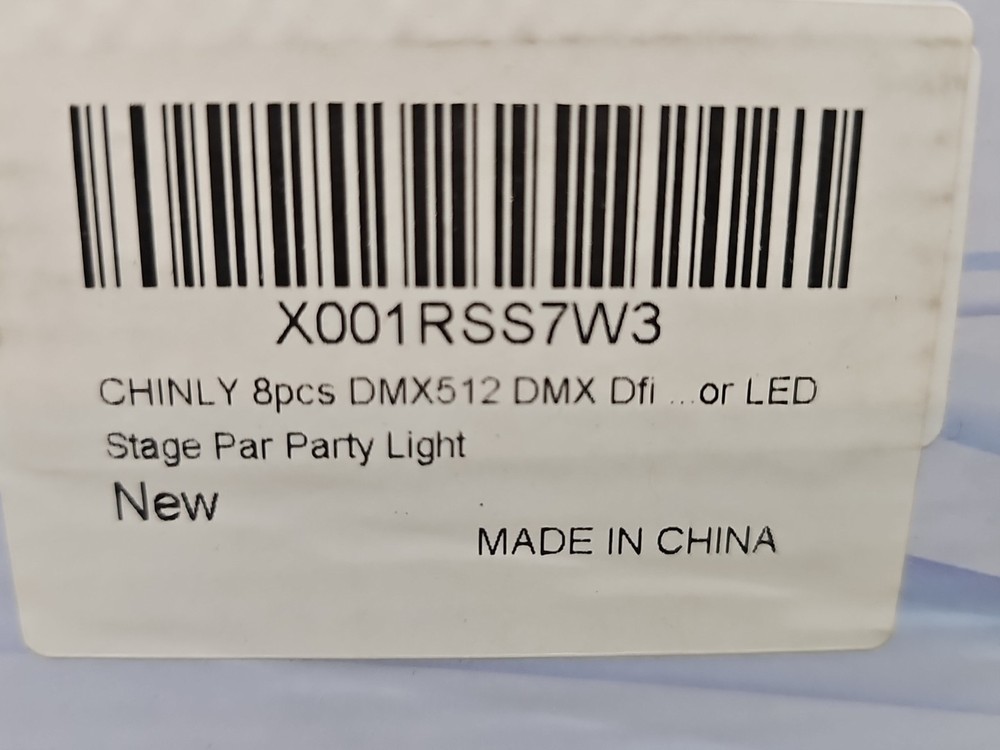 X001RSS7W3
CHINLY 8pcs DMX512 DMX Dfi ...or LED
Stage Par Party Light
New
MADE IN CHINA